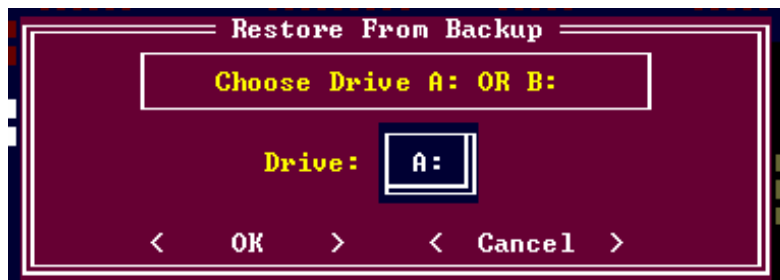 Restore From Backup
Choose Drive A: OR B:
Drive: A:
< OK > < Cancel >